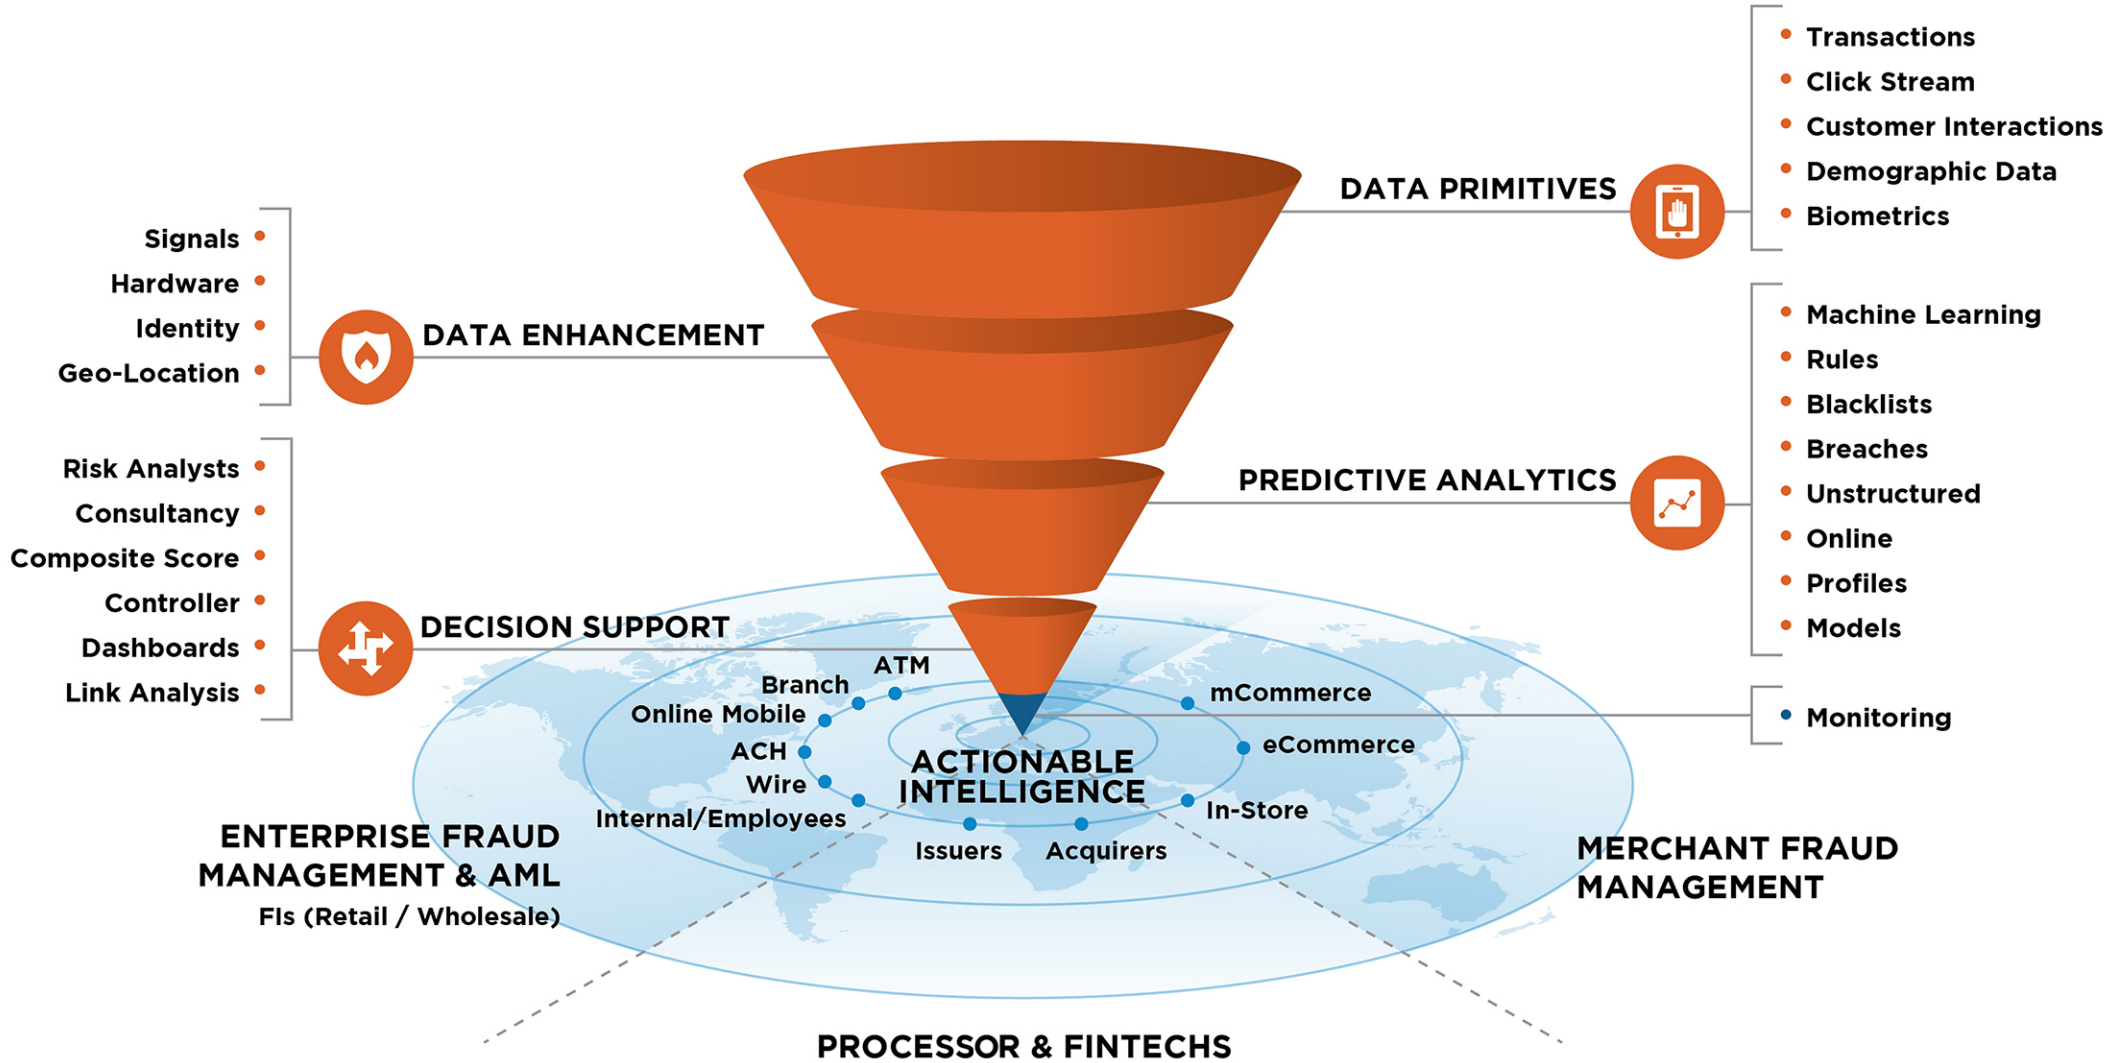 DATA PRIMITIVES
Transactions
Click Stream
Customer Interactions
Demographic Data
Biometrics
Signals
Hardware
Identity
Geo-Location
DATA ENHANCEMENT
PREDICTIVE ANALYTICS
Machine Learning
Rules
Blacklists
Breaches
Unstructured
Online
Profiles
Models
Risk Analysts
Consultancy
Composite Score
Controller
Dashboards
Link Analysis
DECISION SUPPORT
Monitoring
ATM
Branch
Online Mobile
ACH
Wire
Internal/Employees
ACTIONABLE
INTELLIGENCE
mCommerce
eCommerce
In-Store
Issuers
Acquirers
ENTERPRISE FRAUD
MANAGEMENT & AML
FIs (Retail / Wholesale)
MERCHANT FRAUD
MANAGEMENT
PROCESSOR & FINTECHS